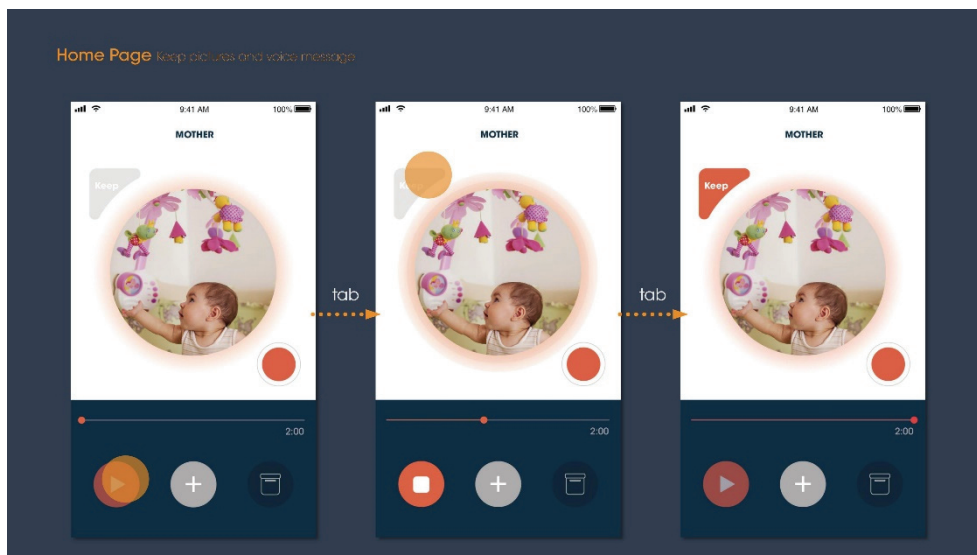 Home Page Keep pictures and voice message
9:41 AM 100%
MOTHER
Keep
2:00
tab
9:41 AM 100%
MOTHER
Keep
2:00
tab
9:41 AM 100%
MOTHER
Keep
2:00